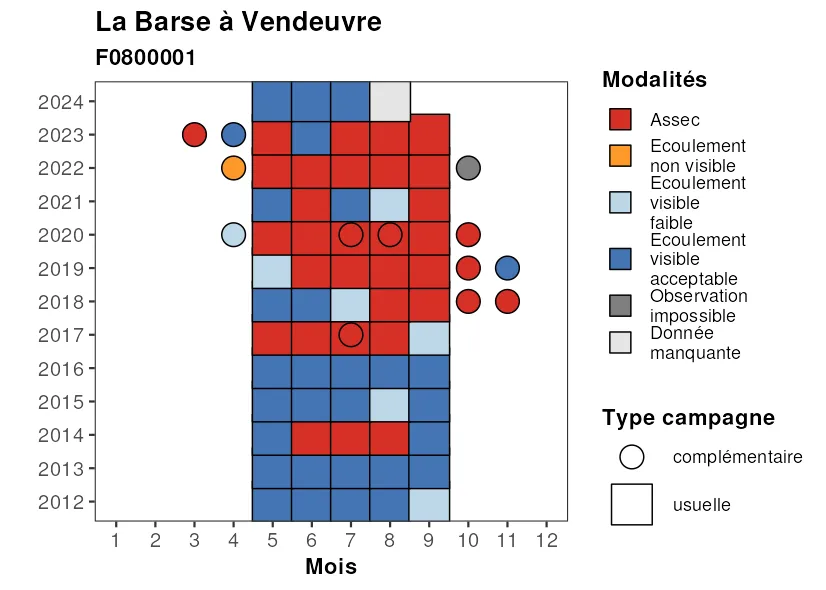 La Barse à Vendeuvre
F0800001
2024
2023
2022
2021
2020
2019
2018
2017
2016
2015
2014
2013
2012
1 2 3 4 5 6 7 8 9 10 11 12
Mois
Modalités
Assec
Ecoulement
non visible
Ecoulement
visible
faible
Ecoulement
visible
acceptable
Observation
impossible
Donnée
manquante
Type campagne
complémentaire
usuelle